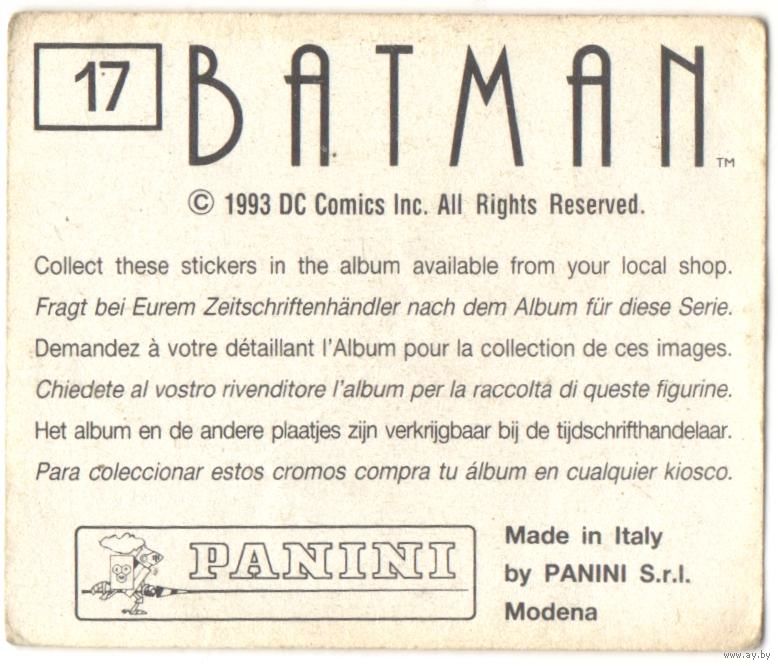 17
BATMAN™
© 1993 DC Comics Inc. All Rights Reserved.
Collect these stickers in the album available from your local shop.
Fragt bei Eurem Zeitschriftenhändler nach dem Album für diese Serie.
Demandez à votre détaillant l'Album pour la collection de ces images.
Chiedete al vostro rivenditore l'album per la raccolta di queste figurine.
Het album en de andere plaatjes zijn verkrijgbaar bij de tijdschrifthandelaar.
Para coleccionar estos cromos compra tu álbum en cualquier kiosco.
PANINI
Made in Italy
by PANINI S.r.l.
Modena
www.ay.by